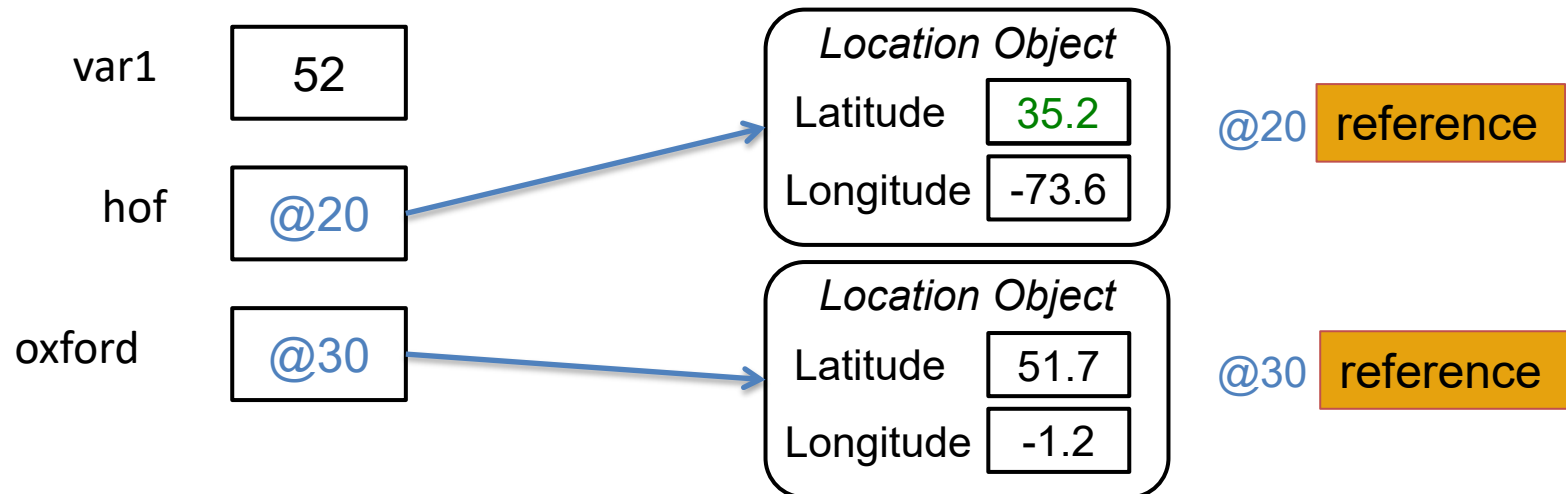 var1 52
hof @20
oxford @30
Location Object
Latitude 35.2
Longitude -73.6
@20 reference
Location Object
Latitude 51.7
Longitude -1.2
@30 reference